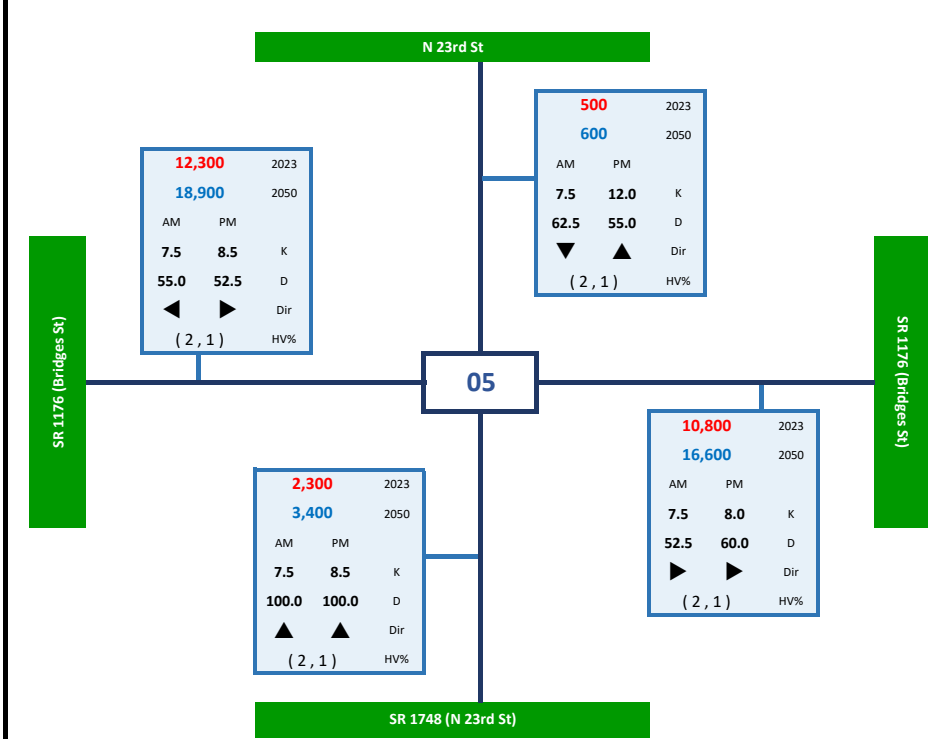 N 23rd St
500 2023
600 2050
AM PM
7.5 12.0 K
62.5 55.0 D
▼ ▲ Dir
( 2 , 1 ) HV%
12,300 2023
18,900 2050
AM PM
7.5 8.5 K
55.0 52.5 D
◀ ▶ Dir
( 2 , 1 ) HV%
SR 1176 (Bridges St)
05
SR 1176 (Bridges St)
10,800 2023
16,600 2050
AM PM
7.5 8.0 K
52.5 60.0 D
▶ ▶ Dir
( 2 , 1 ) HV%
2,300 2023
3,400 2050
AM PM
7.5 8.5 K
100.0 100.0 D
▲ ▲ Dir
( 2 , 1 ) HV%
SR 1748 (N 23rd St)